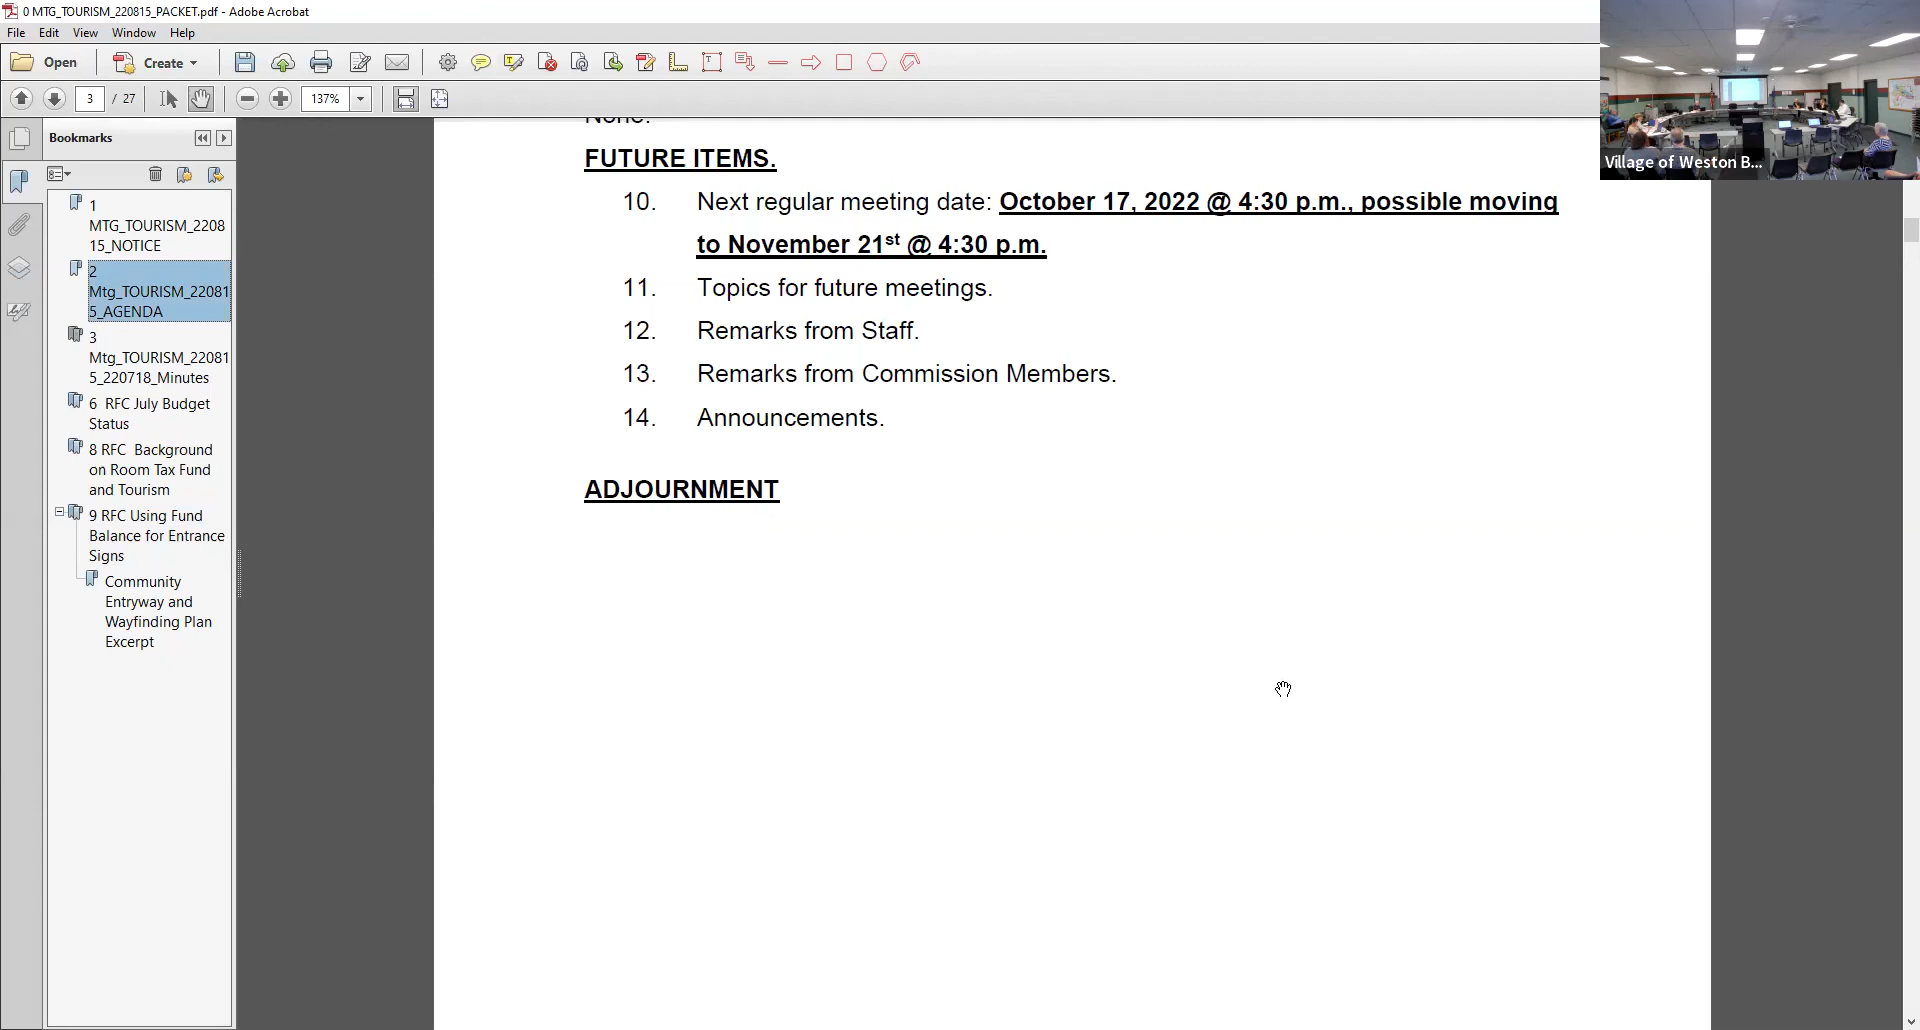 0 MTG_TOURISM_220815_PACKET.pdf - Adobe Acrobat
File Edit View Window Help
Open Create
3 / 27 137%
Bookmarks
1
MTG_TOURISM_2208
15_NOTICE
2
Mtg_TOURISM_22081
5_AGENDA
3
Mtg_TOURISM_22081
5_220718_Minutes
6 RFC July Budget
Status
8 RFC Background
on Room Tax Fund
and Tourism
9 RFC Using Fund
Balance for Entrance
Signs
Community
Entryway and
Wayfinding Plan
Excerpt
None.
FUTURE ITEMS.
10. Next regular meeting date: October 17, 2022 @ 4:30 p.m., possible moving
to November 21st @ 4:30 p.m.
11. Topics for future meetings.
12. Remarks from Staff.
13. Remarks from Commission Members.
14. Announcements.
ADJOURNMENT
Village of Weston B...